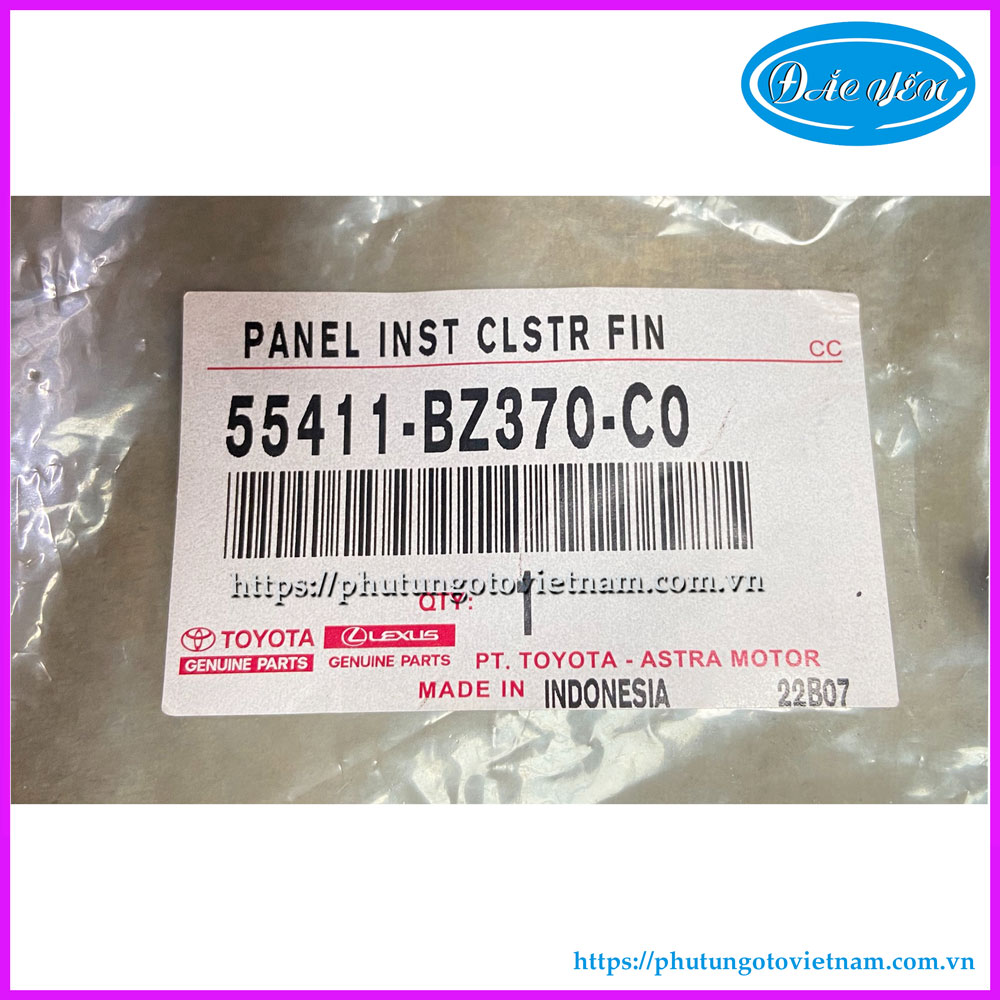 ĐẮC YẾN
PANEL INST CLSTR FIN
CC
55411-BZ370-C0
https://phutungotovietnam.com.vn
QTY: 1
TOYOTA LEXUS
GENUINE PARTS GENUINE PARTS PT. TOYOTA - ASTRA MOTOR
MADE IN INDONESIA 22B07
https://phutungotovietnam.com.vn